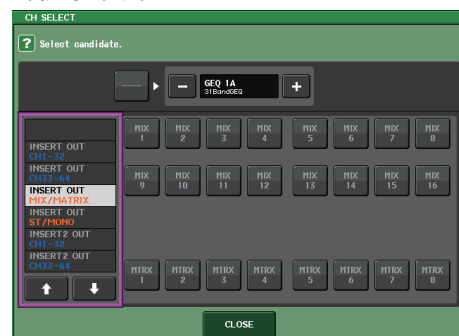 CH SELECT
? Select candidate.
---- GEQ 1A
31BandGEQ
INSERT OUT
CH1-32
INSERT OUT
CH33-64
INSERT OUT
MIX/MATRIX
INSERT OUT
ST/MONO
INSERT2 OUT
CH1-32
INSERT2 OUT
CH33-64
MIX 1 MIX 2 MIX 3 MIX 4 MIX 5 MIX 6 MIX 7 MIX 8
MIX 9 MIX 10 MIX 11 MIX 12 MIX 13 MIX 14 MIX 15 MIX 16
MTRX 1 MTRX 2 MTRX 3 MTRX 4 MTRX 5 MTRX 6 MTRX 7 MTRX 8
CLOSE